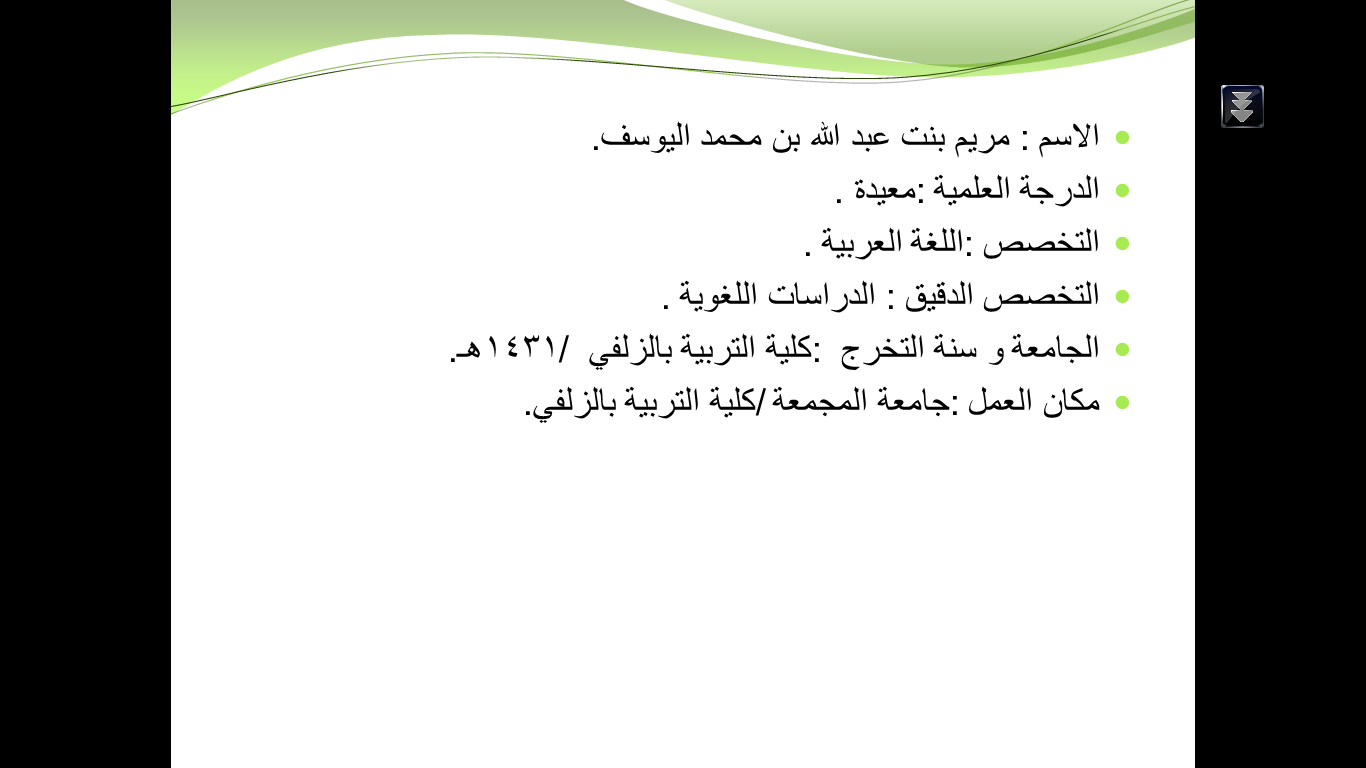 الاسم : مريم بنت عبد الله بن محمد اليوسف.
الدرجة العلمية :معيدة .
التخصص :اللغة العربية .
التخصص الدقيق : الدراسات اللغوية .
الجامعة و سنة التخرج :كلية التربية بالزلفي /١٤٣١هـ.
مكان العمل :جامعة المجمعة /كلية التربية بالزلفي.